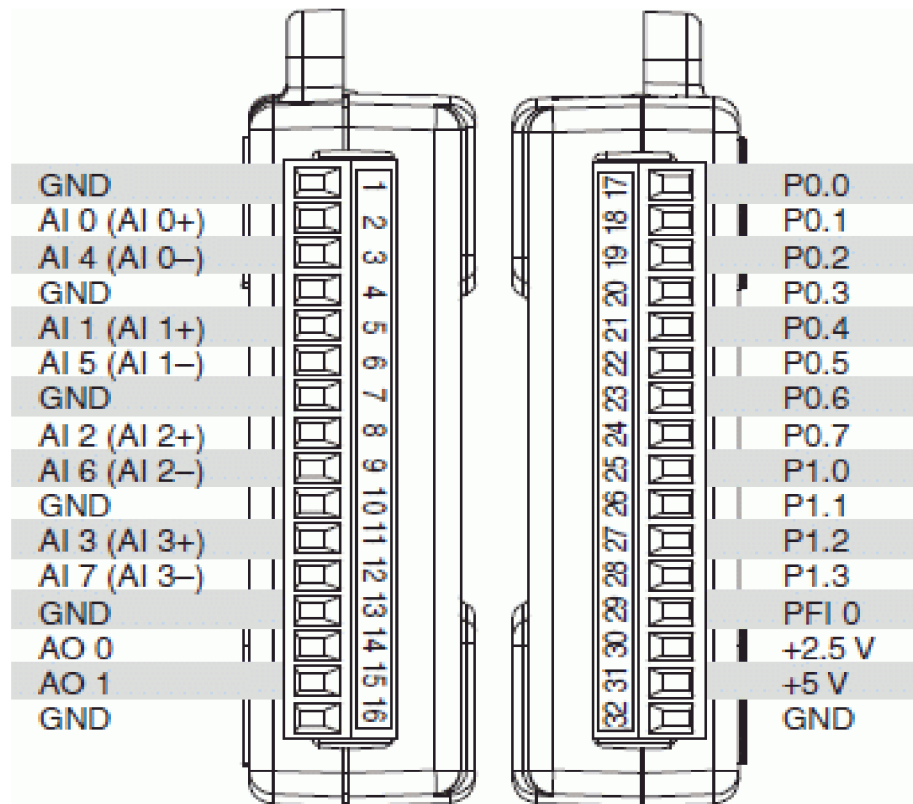 GND 1 17 P0.0
AI 0 (AI 0+) 2 18 P0.1
AI 4 (AI 0–) 3 19 P0.2
GND 4 20 P0.3
AI 1 (AI 1+) 5 21 P0.4
AI 5 (AI 1–) 6 22 P0.5
GND 7 23 P0.6
AI 2 (AI 2+) 8 24 P0.7
AI 6 (AI 2–) 9 25 P1.0
GND 10 26 P1.1
AI 3 (AI 3+) 11 27 P1.2
AI 7 (AI 3–) 12 28 P1.3
GND 13 29 PFI 0
AO 0 14 30 +2.5 V
AO 1 15 31 +5 V
GND 16 32 GND